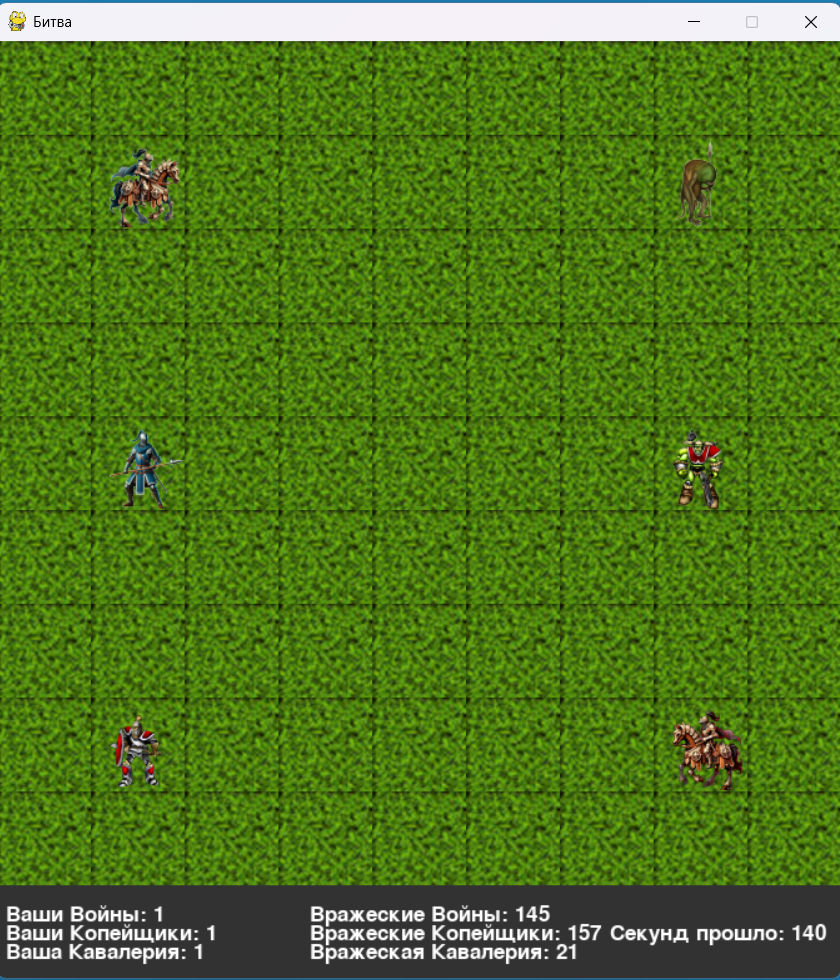 Битва
Ваши Войны: 1
Ваши Копейщики: 1
Ваша Кавалерия: 1
Вражеские Войны: 145
Вражеские Копейщики: 157 Секунд прошло: 140
Вражеская Кавалерия: 21